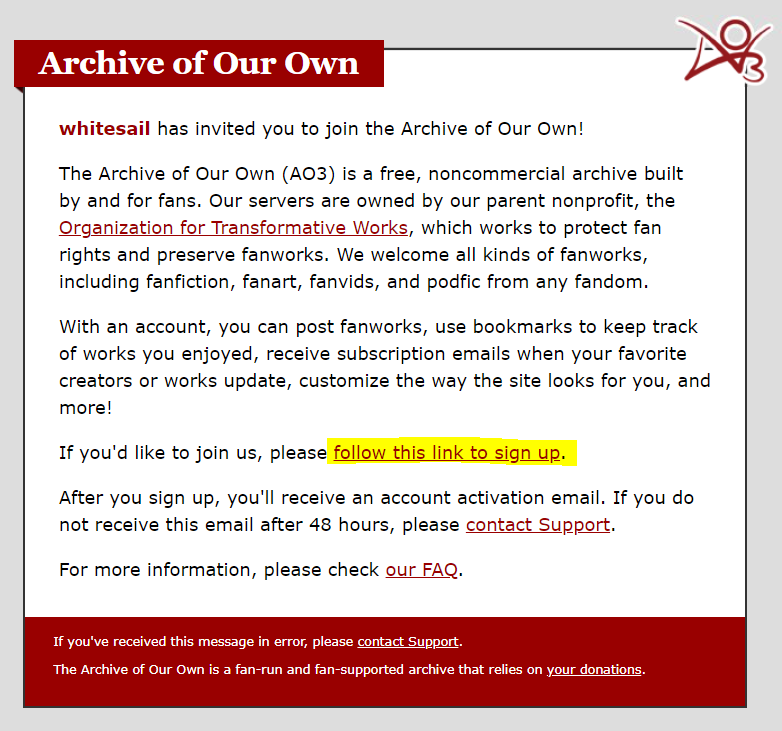 Archive of Our Own
AO3
whitesail has invited you to join the Archive of Our Own!
The Archive of Our Own (AO3) is a free, noncommercial archive built
by and for fans. Our servers are owned by our parent nonprofit, the
Organization for Transformative Works, which works to protect fan
rights and preserve fanworks. We welcome all kinds of fanworks,
including fanfiction, fanart, fanvids, and podfic from any fandom.
With an account, you can post fanworks, use bookmarks to keep track
of works you enjoyed, receive subscription emails when your favorite
creators or works update, customize the way the site looks for you, and
more!
If you'd like to join us, please follow this link to sign up.
After you sign up, you'll receive an account activation email. If you do
not receive this email after 48 hours, please contact Support.
For more information, please check our FAQ.
If you've received this message in error, please contact Support.
The Archive of Our Own is a fan-run and fan-supported archive that relies on your donations.